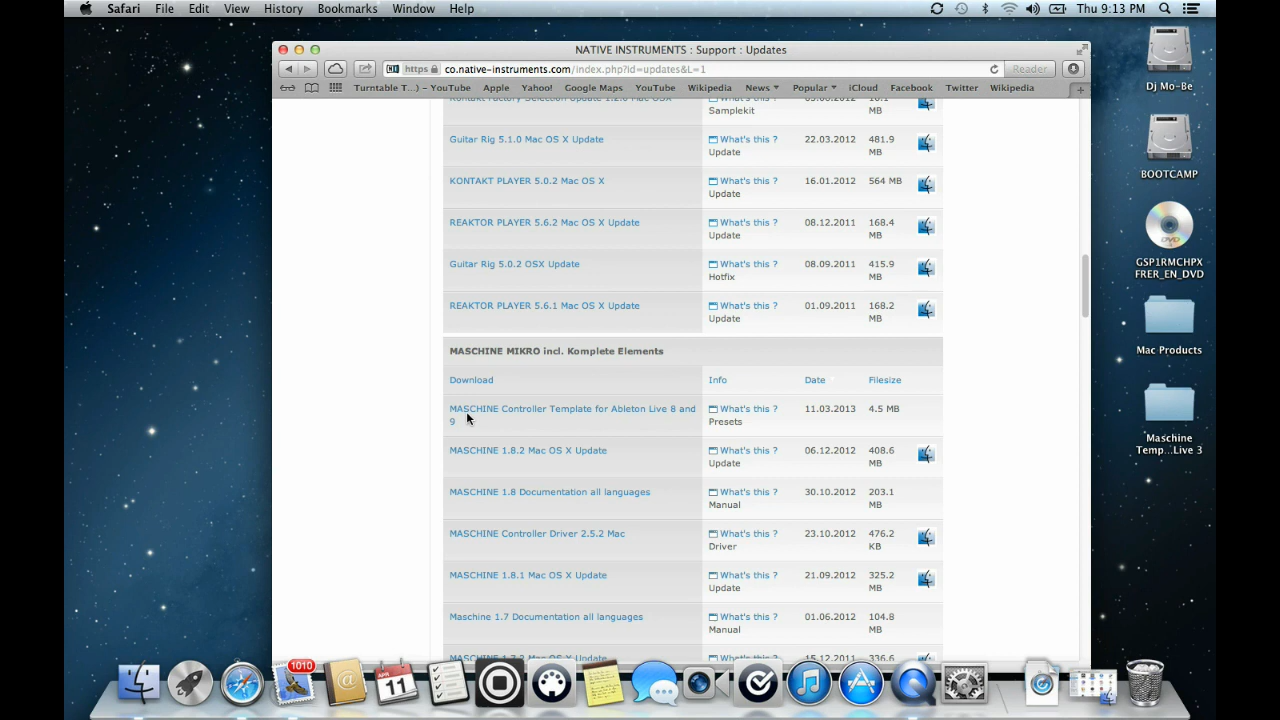 Safari File Edit View History Bookmarks Window Help
Thu 9:13 PM
NATIVE INSTRUMENTS : Support : Updates
https co.native-instruments.com/index.php?id=updates&L=1
Reader
Turntable T...) – YouTube Apple Yahoo! Google Maps YouTube Wikipedia News Popular iCloud Facebook Twitter Wikipedia
Samplekit MB
Guitar Rig 5.1.0 Mac OS X Update What's this ? 22.03.2012 481.9
Update MB
KONTAKT PLAYER 5.0.2 Mac OS X What's this ? 16.01.2012 564 MB
Update
REAKTOR PLAYER 5.6.2 Mac OS X Update What's this ? 08.12.2011 168.4
Update MB
Guitar Rig 5.0.2 OSX Update What's this ? 08.09.2011 415.9
Hotfix MB
REAKTOR PLAYER 5.6.1 Mac OS X Update What's this ? 01.09.2011 168.2
Update MB
MASCHINE MIKRO incl. Komplete Elements
Download Info Date Filesize
MASCHINE Controller Template for Ableton Live 8 and What's this ? 11.03.2013 4.5 MB
9 Presets
MASCHINE 1.8.2 Mac OS X Update What's this ? 06.12.2012 408.6
Update MB
MASCHINE 1.8 Documentation all languages What's this ? 30.10.2012 203.1
Manual MB
MASCHINE Controller Driver 2.5.2 Mac What's this ? 23.10.2012 476.2
Driver KB
MASCHINE 1.8.1 Mac OS X Update What's this ? 21.09.2012 325.2
Update MB
Maschine 1.7 Documentation all languages What's this ? 01.06.2012 104.8
Manual MB
Dj Mo-Be
BOOTCAMP
GSP1RMCHPX
FRER_EN_DVD
Mac Products
Maschine
Temp...Live 3
1010
APR
11